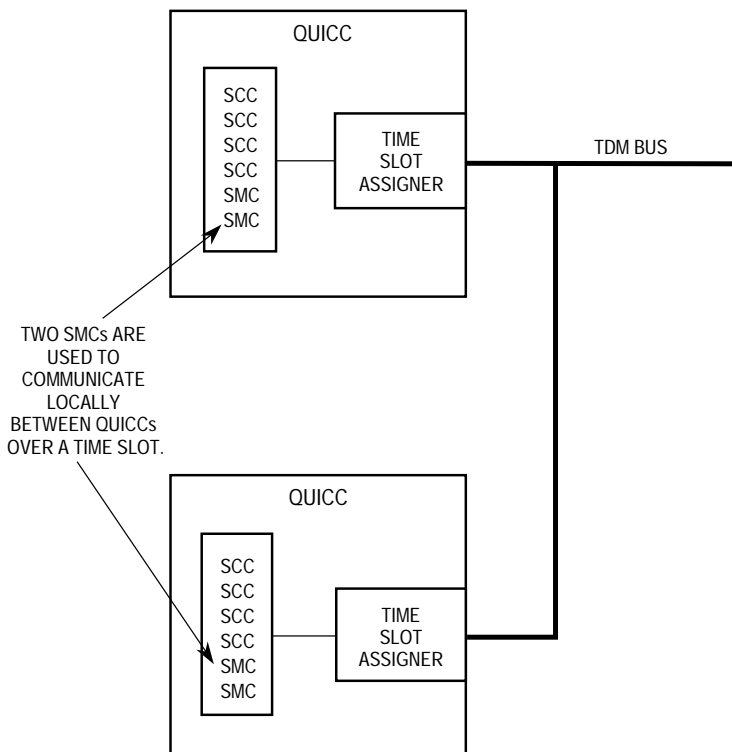 QUICC
SCC
SCC
SCC
SCC
SMC
SMC
TIME
SLOT
ASSIGNER
TDM BUS
TWO SMCs ARE
USED TO
COMMUNICATE
LOCALLY
BETWEEN QUICCs
OVER A TIME SLOT.
QUICC
SCC
SCC
SCC
SCC
SMC
SMC
TIME
SLOT
ASSIGNER